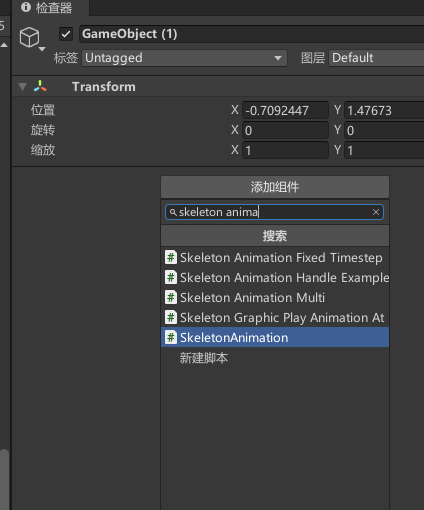 检查器
5
GameObject (1)
标签 Untagged 图层 Default
Transform
位置 X -0.7092447 Y 1.47673
旋转 X 0 Y 0
缩放 X 1 Y 1
添加组件
skeleton anima
搜索
Skeleton Animation Fixed Timestep
Skeleton Animation Handle Example
Skeleton Animation Multi
Skeleton Graphic Play Animation At
SkeletonAnimation
新建脚本